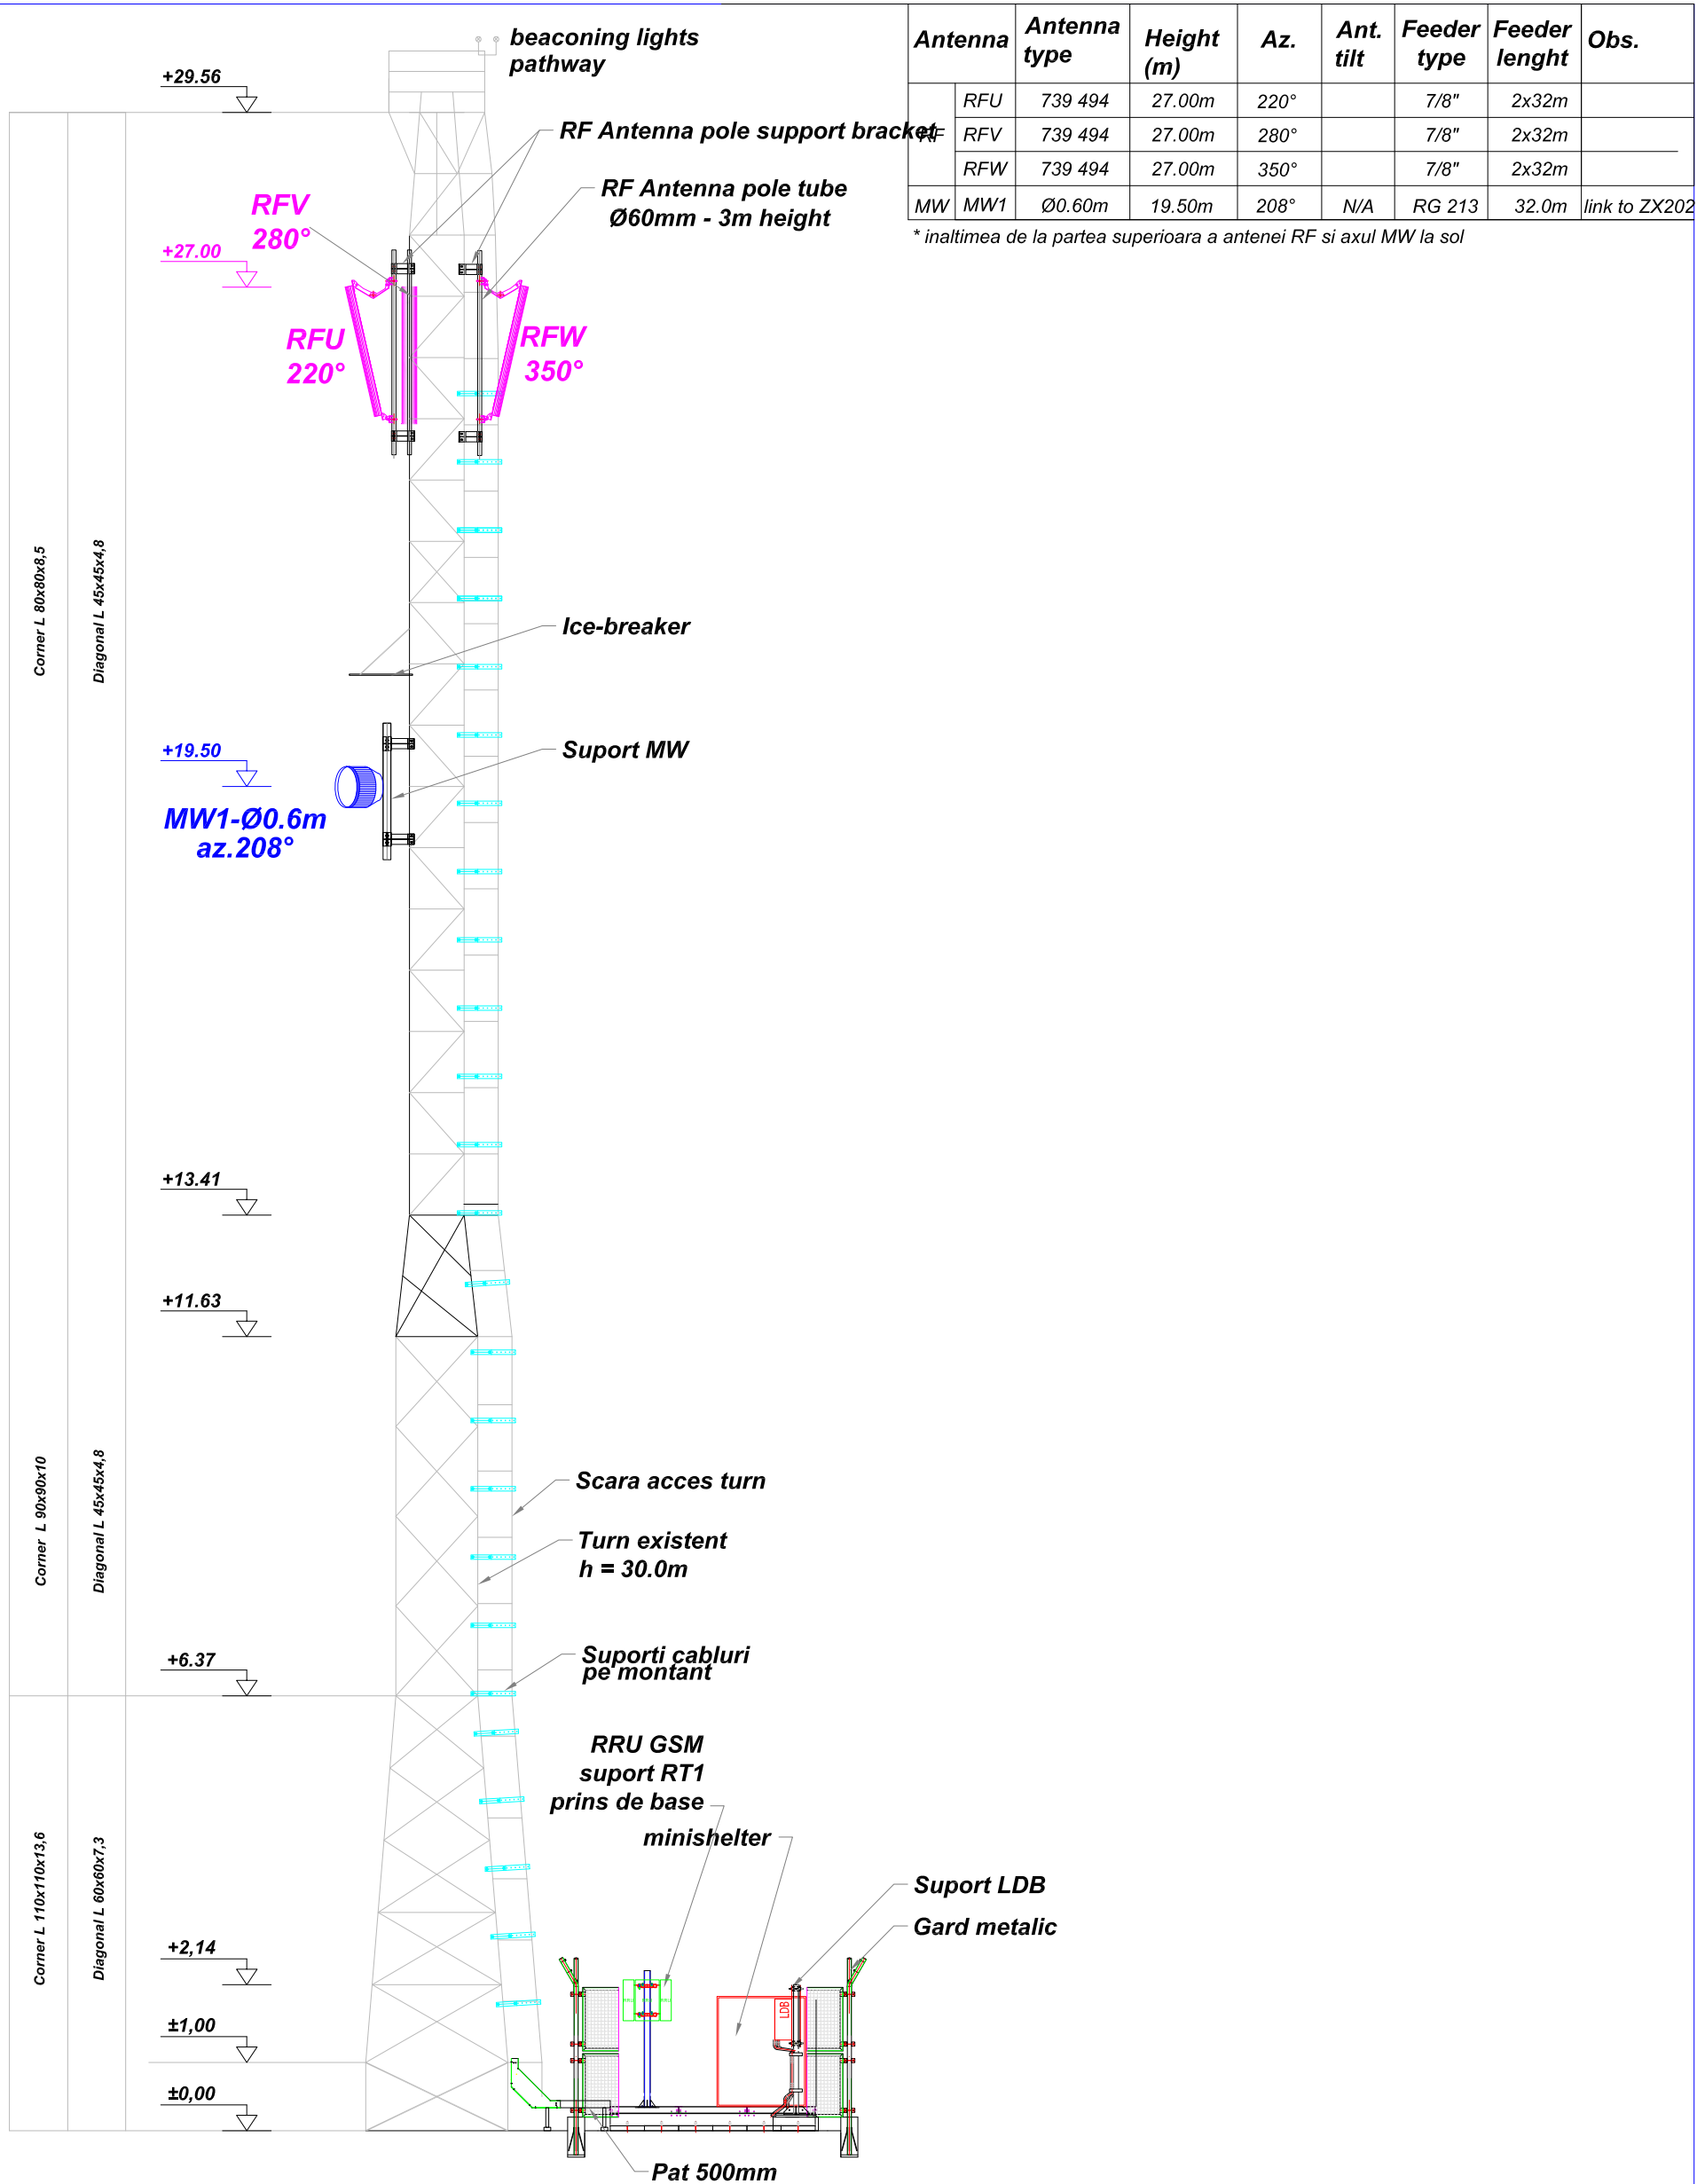 beaconing lights
pathway
+29.56
RF Antenna pole support bracket
RF Antenna pole tube
Ø60mm - 3m height
RFV
280°
+27.00
RFU
220°
RFW
350°
Antenna Antenna type Height (m) Az. Ant. tilt Feeder type Feeder lenght Obs.
RF RFU 739 494 27.00m 220° 7/8" 2x32m
RFV 739 494 27.00m 280° 7/8" 2x32m
RFW 739 494 27.00m 350° 7/8" 2x32m
MW MW1 Ø0.60m 19.50m 208° N/A RG 213 32.0m link to ZX202
* inaltimea de la partea superioara a antenei RF si axul MW la sol
Corner L 80x80x8,5
Diagonal L 45x45x4,8
Ice-breaker
+19.50
Suport MW
MW1-Ø0.6m
az.208°
+13.41
+11.63
Corner L 90x90x10
Diagonal L 45x45x4,8
Scara acces turn
Turn existent
h = 30.0m
Suporti cabluri
pe montant
+6.37
RRU GSM
suport RT1
prins de base
minishelter
Suport LDB
Gard metalic
Corner L 110x110x13,6
Diagonal L 60x60x7,3
+2,14
LDB
±1,00
±0,00
Pat 500mm